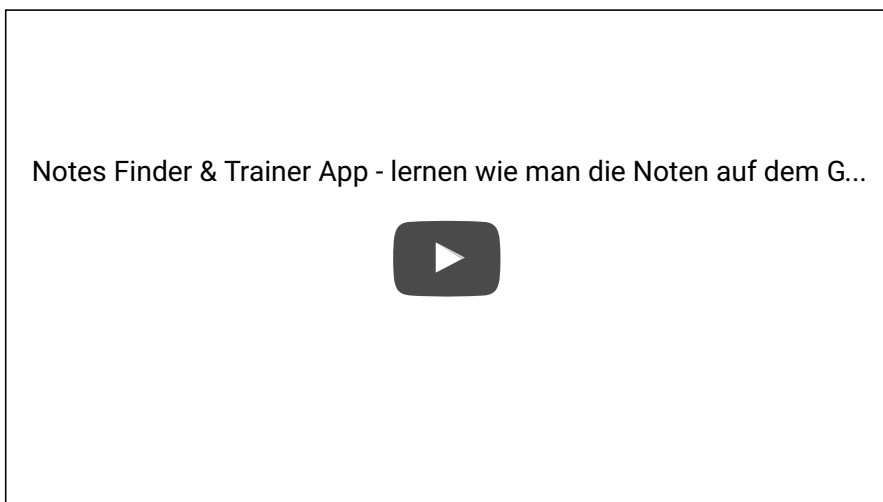 Notes Finder & Trainer App - lernen wie man die Noten auf dem G...